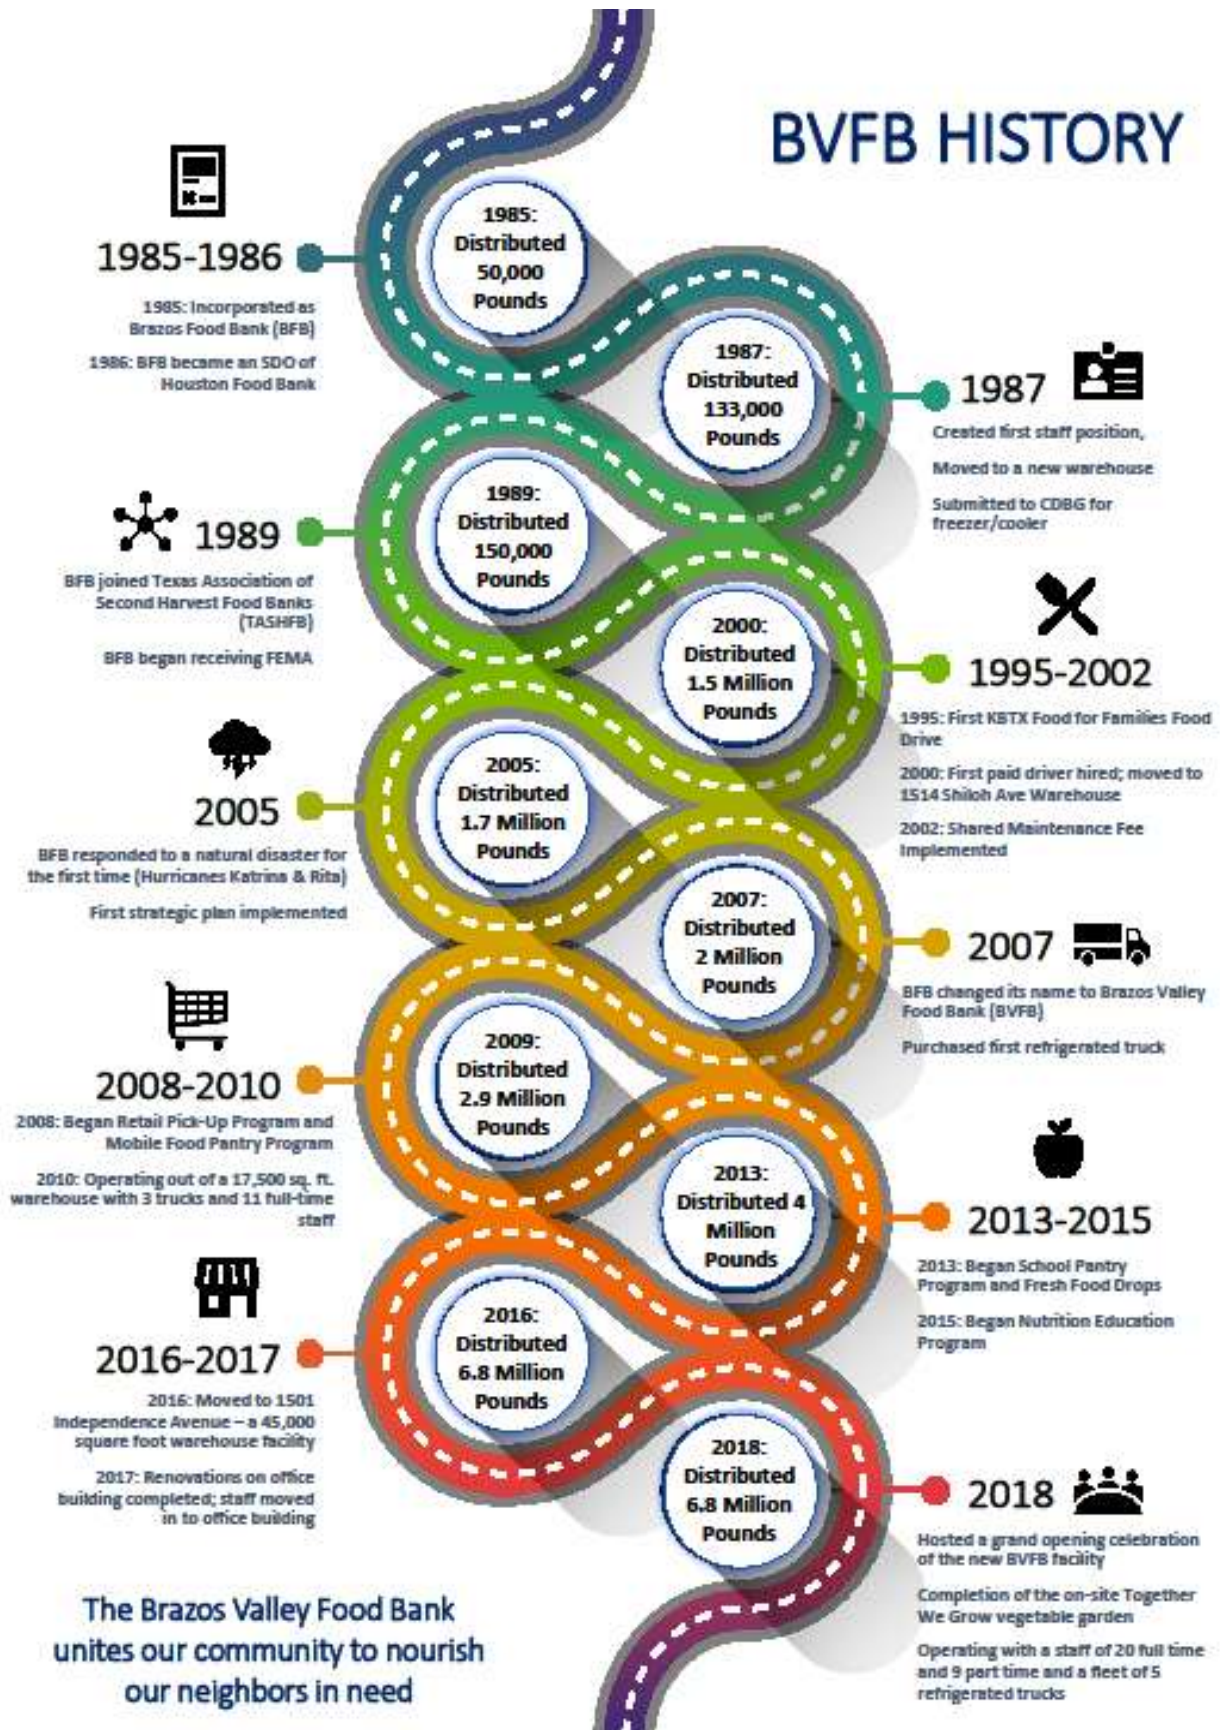 BVFB HISTORY
1985-1986
1985: Incorporated as
Brazos Food Bank (BFB)
1986: BFB became an SDO of
Houston Food Bank
1985:
Distributed
50,000
Pounds
1987:
Distributed
133,000
Pounds
1987
Created first staff position,
Moved to a new warehouse
Submitted to CDBG for
freezer/cooler
1989
BFB joined Texas Association of
Second Harvest Food Banks
(TASHFB)
BFB began receiving FEMA
1989:
Distributed
150,000
Pounds
2000:
Distributed
1.5 Million
Pounds
1995-2002
1995: First KBTX Food for Families Food
Drive
2000: First paid driver hired; moved to
1514 Shiloh Ave Warehouse
2002: Shared Maintenance Fee
Implemented
2005
BFB responded to a natural disaster for
the first time (Hurricanes Katrina & Rita)
First strategic plan implemented
2005:
Distributed
1.7 Million
Pounds
2007:
Distributed
2 Million
Pounds
2007
BFB changed its name to Brazos Valley
Food Bank (BVFB)
Purchased first refrigerated truck
2008-2010
2008: Began Retail Pick-Up Program and
Mobile Food Pantry Program
2010: Operating out of a 17,500 sq. ft.
warehouse with 3 trucks and 11 full-time
staff
2009:
Distributed
2.9 Million
Pounds
2013:
Distributed 4
Million
Pounds
2013-2015
2013: Began School Pantry
Program and Fresh Food Drops
2015: Began Nutrition Education
Program
2016-2017
2016: Moved to 1501
Independence Avenue – a 45,000
square foot warehouse facility
2017: Renovations on office
building completed; staff moved
in to office building
2016:
Distributed
6.8 Million
Pounds
2018:
Distributed
6.8 Million
Pounds
2018
Hosted a grand opening celebration
of the new BVFB facility
Completion of the on-site Together
We Grow vegetable garden
Operating with a staff of 20 full time
and 9 part time and a fleet of 5
refrigerated trucks
The Brazos Valley Food Bank
unites our community to nourish
our neighbors in need